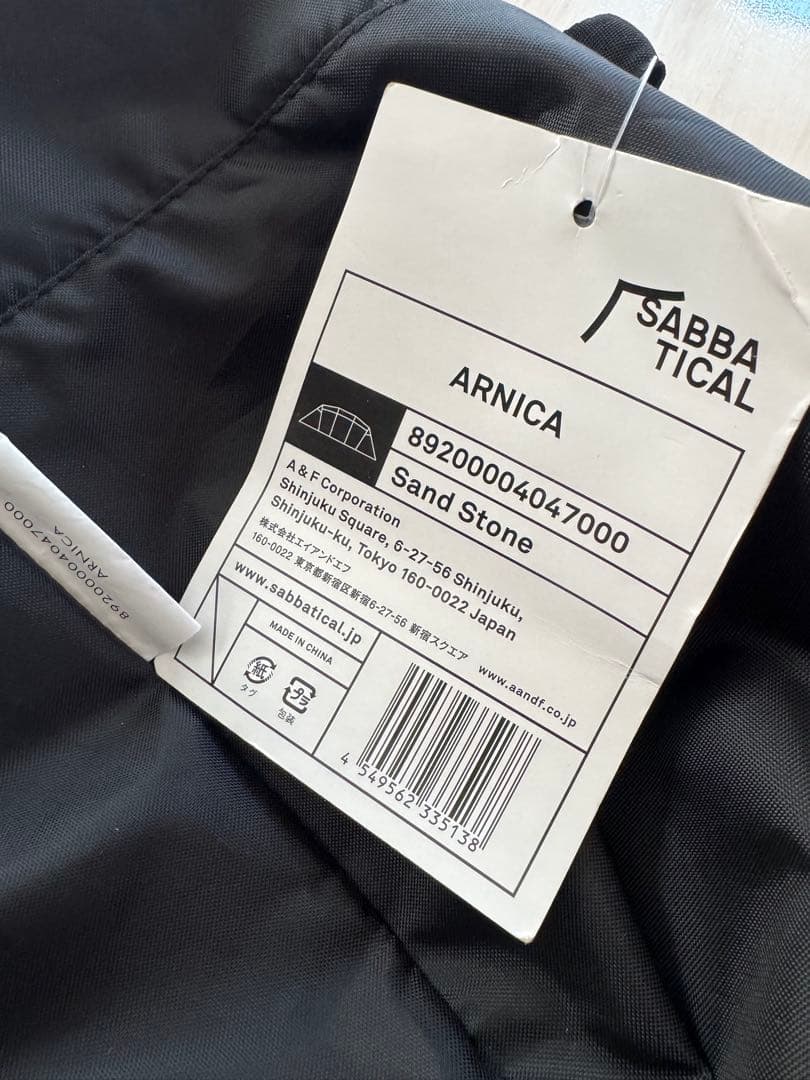 SABBA
TICAL
ARNICA
89200004047000
Sand Stone
A & F Corporation
Shinjuku Square, 6-27-56 Shinjuku,
Shinjuku-ku, Tokyo 160-0022 Japan
株式会社エイアンドエフ
160-0022 東京都新宿区新宿6-27-56 新宿スクエア
www.sabbatical.jp
www.aandf.co.jp
MADE IN CHINA
紙
タグ
プラ
包装
4 549562 335138
89200004047000
ARNICA